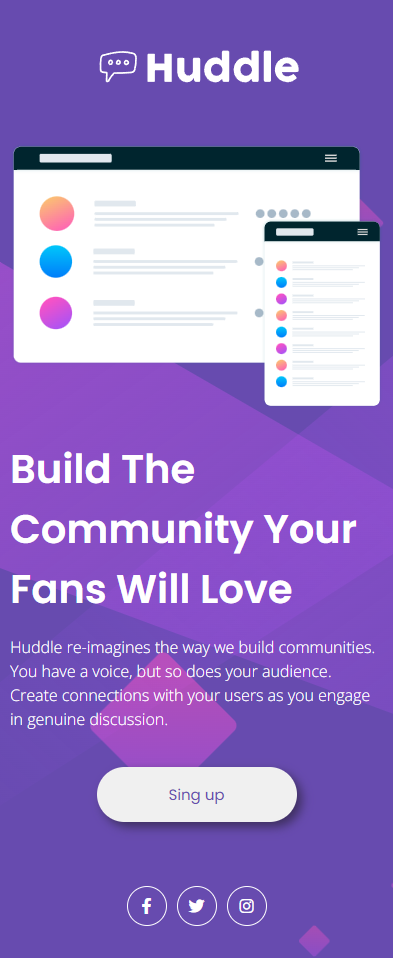 Huddle
Build The
Community Your
Fans Will Love
Huddle re-imagines the way we build communities.
You have a voice, but so does your audience.
Create connections with your users as you engage
in genuine discussion.
Sing up